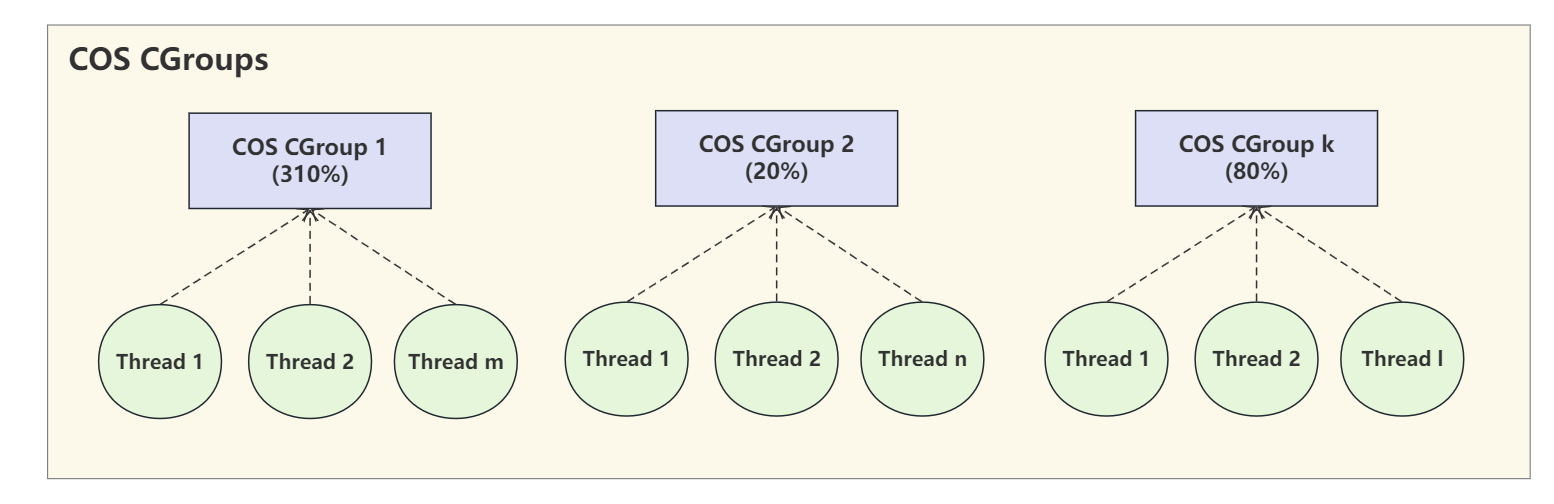 COS CGroups
COS CGroup 1
(310%)
COS CGroup 2
(20%)
COS CGroup k
(80%)
Thread 1
Thread 2
Thread m
Thread 1
Thread 2
Thread n
Thread 1
Thread 2
Thread l